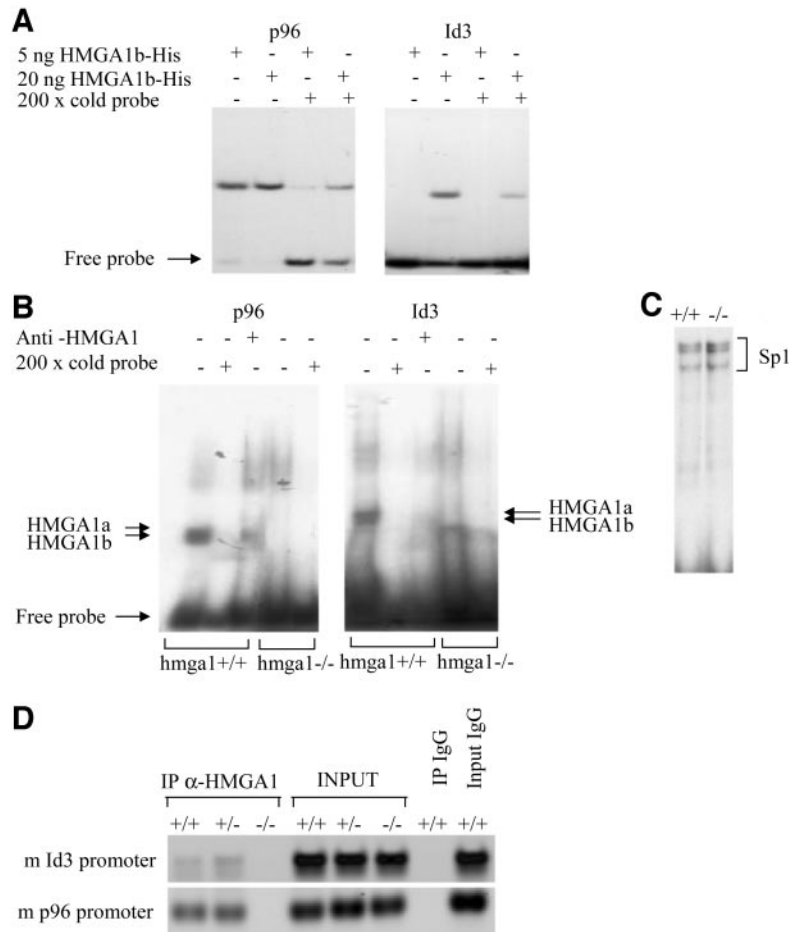 A
p96 Id3
5 ng HMGA1b-His + - + - + - + -
20 ng HMGA1b-His - + - + - + - +
200 x cold probe - - + + - - + +
Free probe
B
p96 Id3
Anti -HMGA1 - - + - - - - + - -
200 x cold probe - + - - + - + - - +
HMGA1a
HMGA1b
Free probe
HMGA1a
HMGA1b
hmga1+/+ hmga1-/- hmga1+/+ hmga1-/-
C
+/+ -/-
Sp1
D
IP α-HMGA1 INPUT IP IgG Input IgG
+/+ +/- -/- +/+ +/- -/- +/+ +/+
m Id3 promoter
m p96 promoter